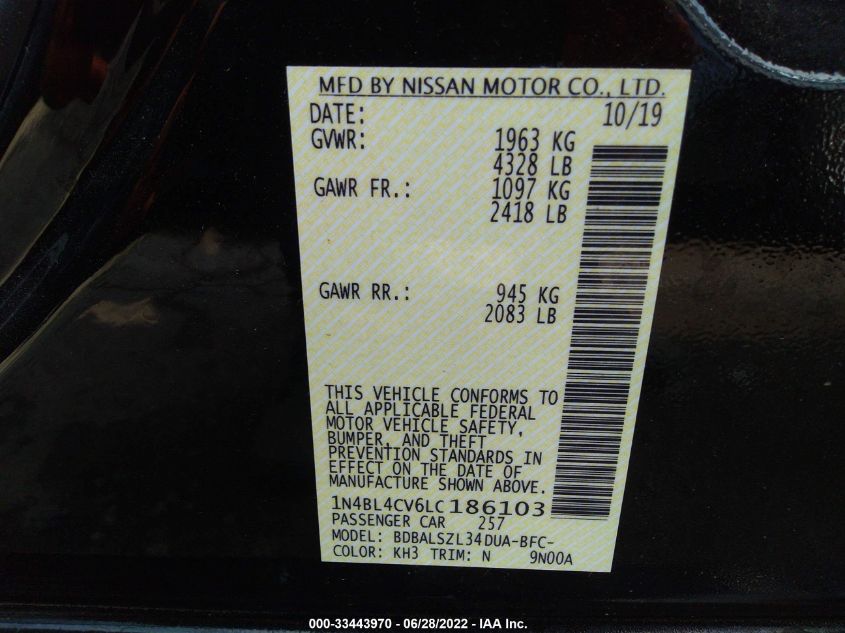 MFD BY NISSAN MOTOR CO., LTD.
DATE: 10/19
GVWR: 1963 KG
4328 LB
GAWR FR.: 1097 KG
2418 LB
GAWR RR.: 945 KG
2083 LB
THIS VEHICLE CONFORMS TO
ALL APPLICABLE FEDERAL
MOTOR VEHICLE SAFETY,
BUMPER, AND THEFT
PREVENTION STANDARDS IN
EFFECT ON THE DATE OF
MANUFACTURE SHOWN ABOVE.
1N4BL4CV6LC186103
PASSENGER CAR 257
MODEL: BDBALSZL34DUA-BFC-
COLOR: KH3 TRIM: N 9N00A
000-33443970 - 06/28/2022 - IAA Inc.